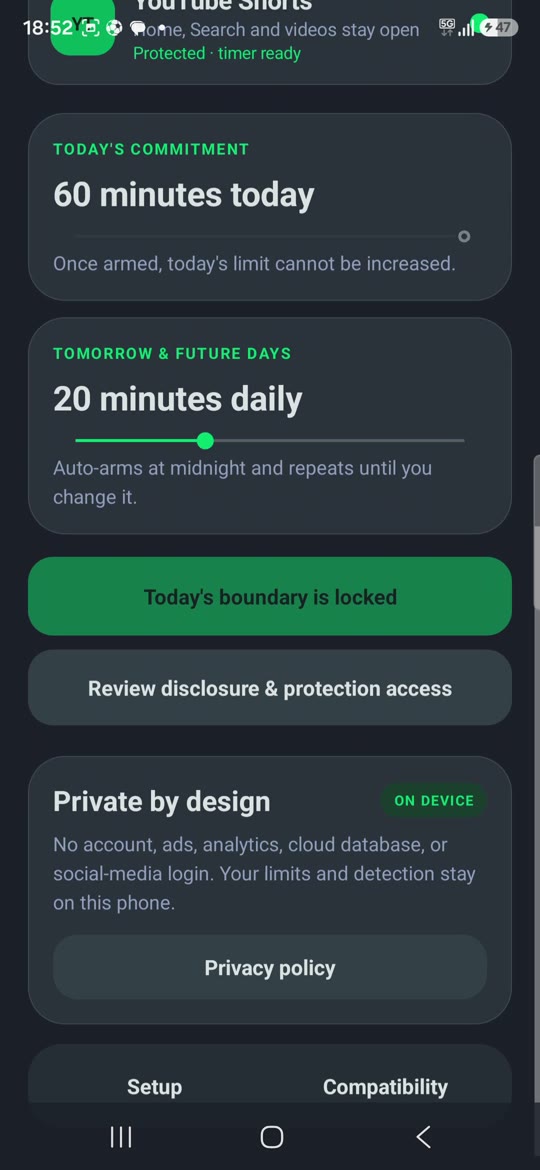 YouTube Shorts
18:52
5G
47
YT
Home, Search and videos stay open
Protected · timer ready
TODAY'S COMMITMENT
60 minutes today
Once armed, today's limit cannot be increased.
TOMORROW & FUTURE DAYS
20 minutes daily
Auto-arms at midnight and repeats until you
change it.
Today's boundary is locked
Review disclosure & protection access
Private by design
ON DEVICE
No account, ads, analytics, cloud database, or
social-media login. Your limits and detection stay
on this phone.
Privacy policy
Setup
Compatibility